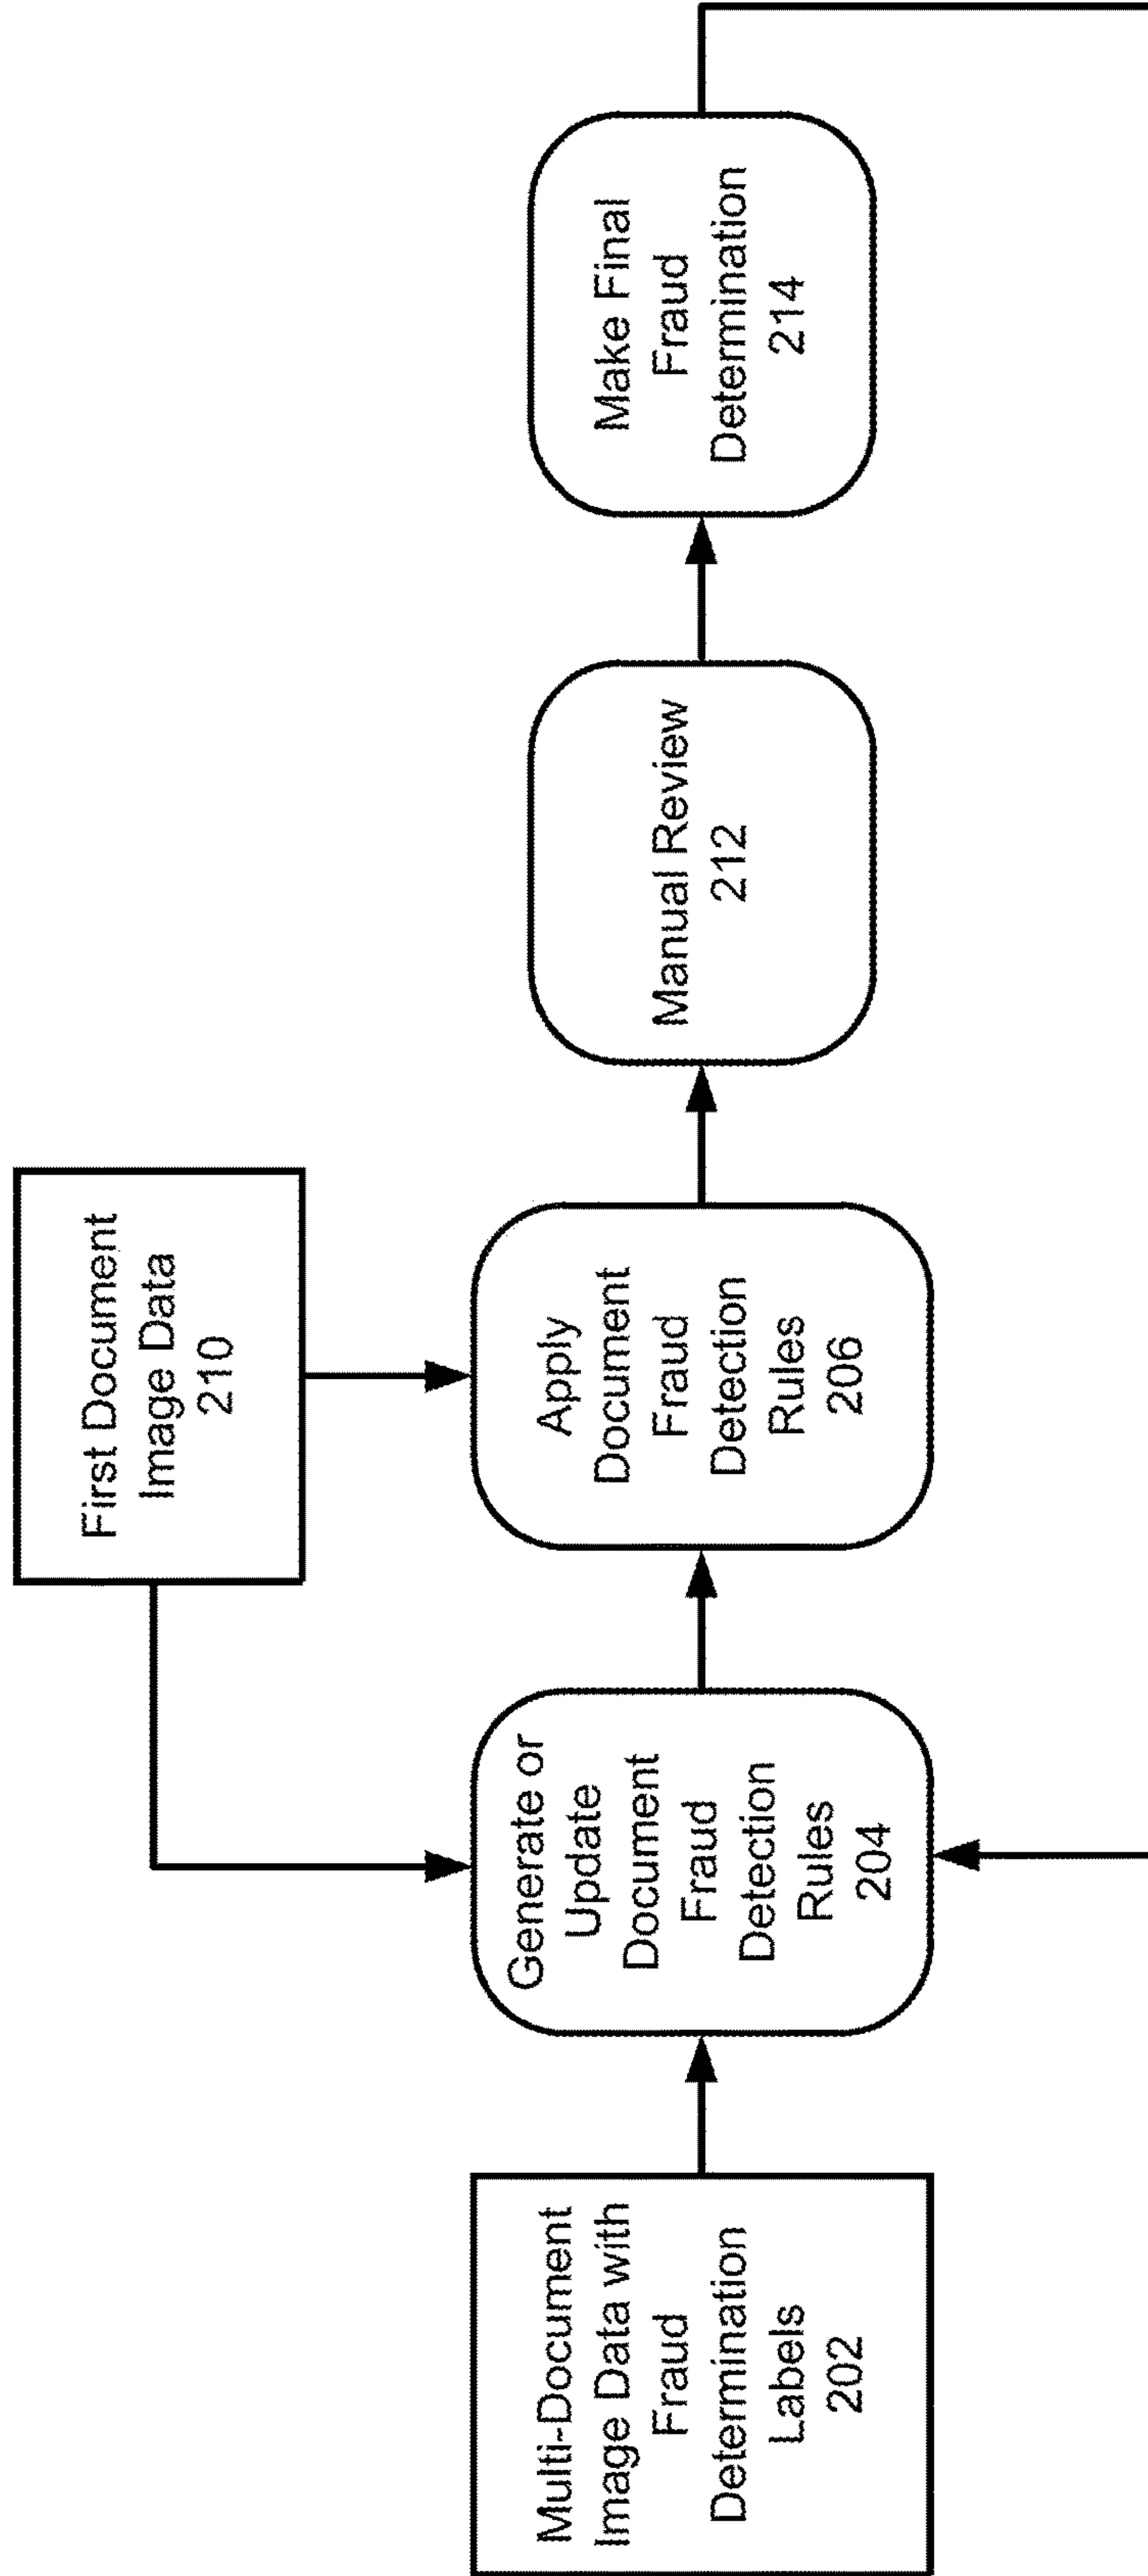 First Document
Image Data
210
Multi-Document
Image Data with
Fraud
Determination
Labels
202
Generate or
Update
Document
Fraud
Detection
Rules
204
Apply
Document
Fraud
Detection
Rules
206
Manual Review
212
Make Final
Fraud
Determination
214